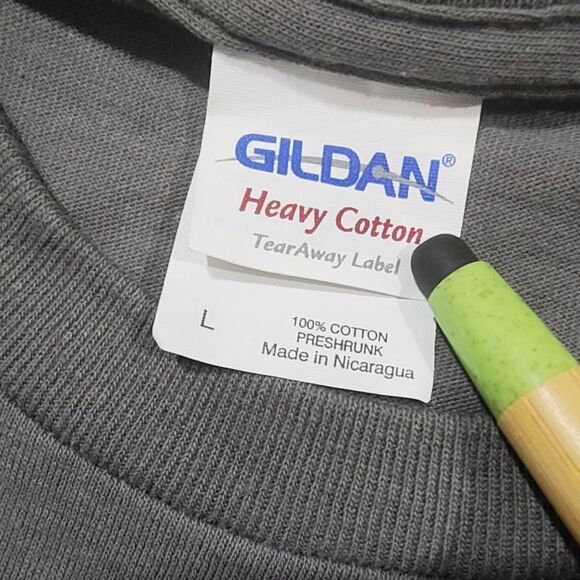 GILDAN®
Heavy Cotton
TearAway Label
L
100% COTTON
PRESHRUNK
Made in Nicaragua